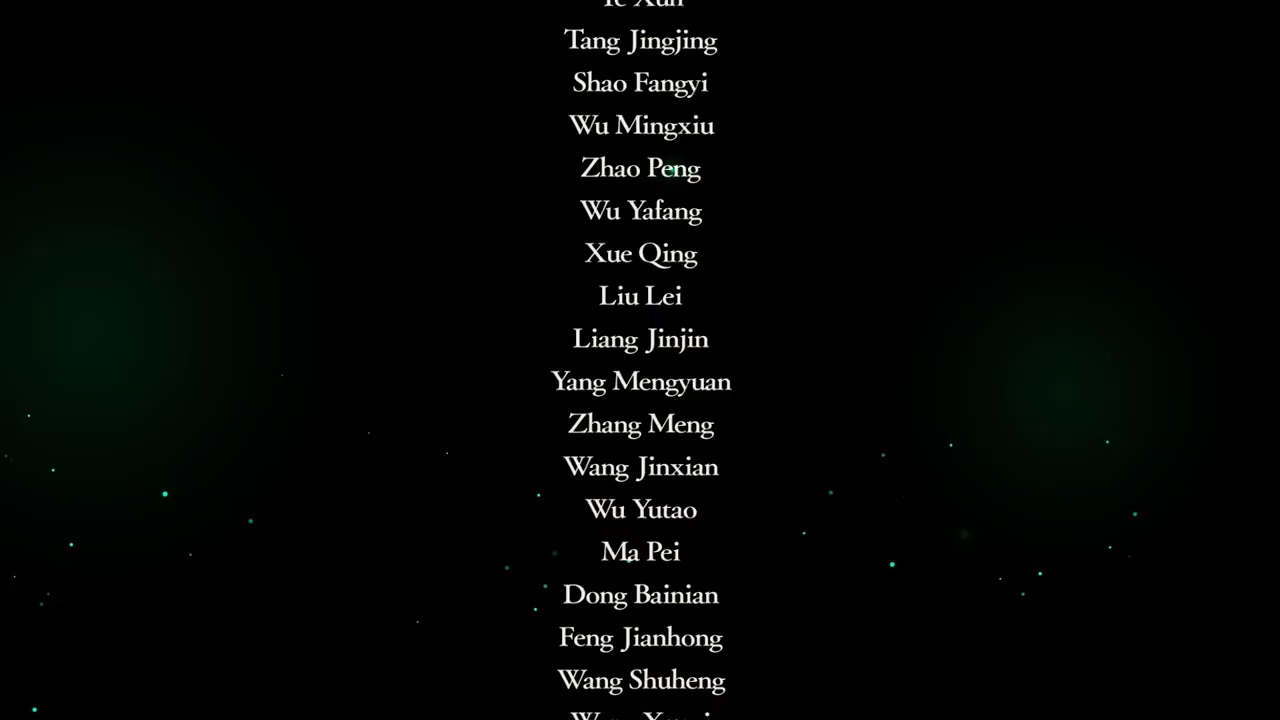 Tang Jingjing
Shao Fangyi
Wu Mingxiu
Zhao Peng
Wu Yafang
Xue Qing
Liu Lei
Liang Jinjin
Yang Mengyuan
Zhang Meng
Wang Jinxian
Wu Yutao
Ma Pei
Dong Bainian
Feng Jianhong
Wang Shuheng